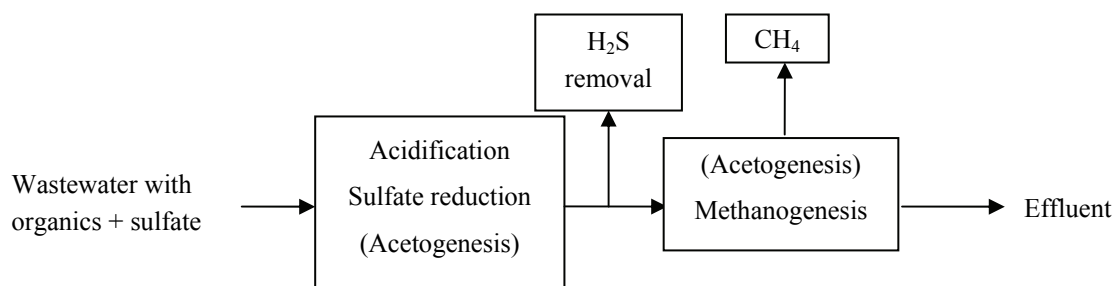 H₂S
removal
CH₄
Wastewater with
organics + sulfate
Acidification
Sulfate reduction
(Acetogenesis)
(Acetogenesis)
Methanogenesis
Effluent